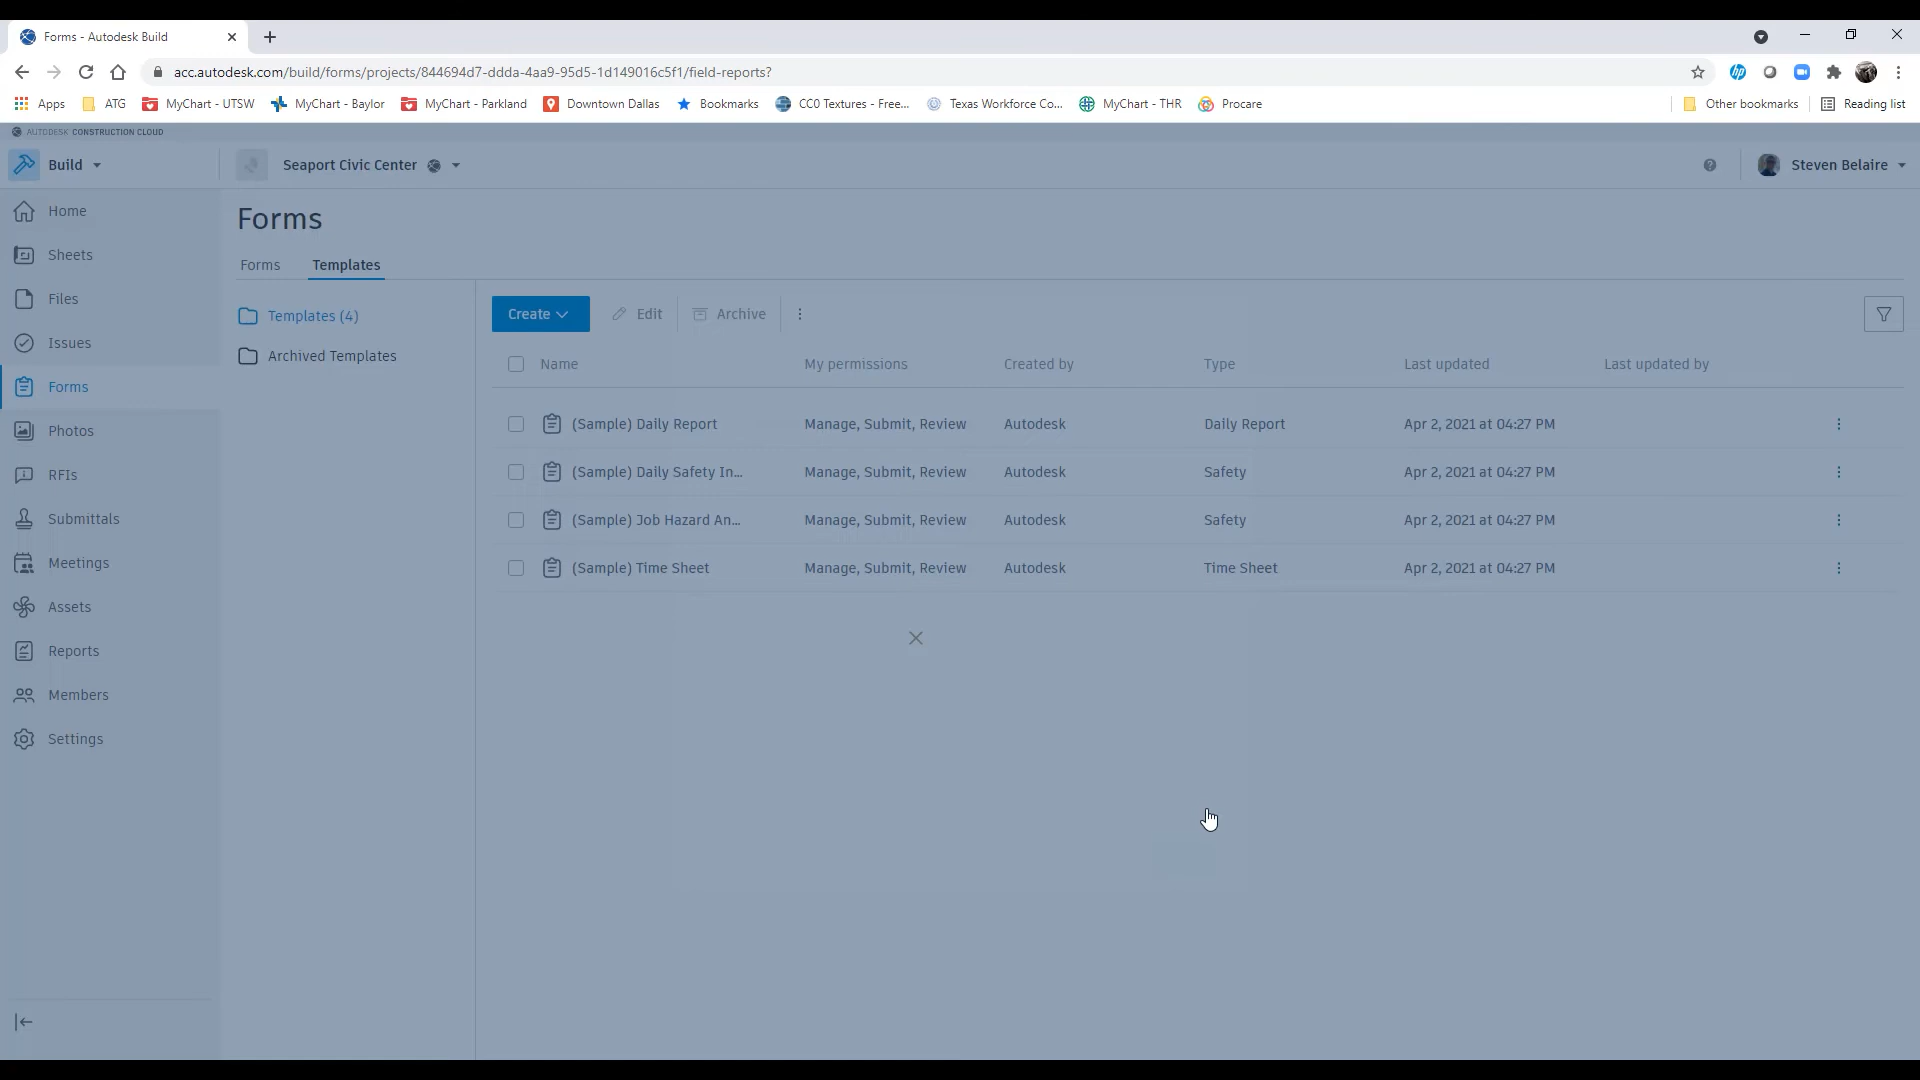 Forms - Autodesk Build
acc.autodesk.com/build/forms/projects/844694d7-ddda-4aa9-95d5-1d149016c5f1/field-reports?
Apps ATG MyChart - UTSW MyChart - Baylor MyChart - Parkland Downtown Dallas Bookmarks CC0 Textures - Free... Texas Workforce Co... MyChart - THR Procare Other bookmarks Reading list
AUTODESK CONSTRUCTION CLOUD
Build Seaport Civic Center Steven Belaire
Home
Sheets
Files
Issues
Forms
Photos
RFIs
Submittals
Meetings
Assets
Reports
Members
Settings
Forms
Forms Templates
Templates (4)
Archived Templates
Create Edit Archive
Name My permissions Created by Type Last updated Last updated by
(Sample) Daily Report Manage, Submit, Review Autodesk Daily Report Apr 2, 2021 at 04:27 PM
(Sample) Daily Safety In... Manage, Submit, Review Autodesk Safety Apr 2, 2021 at 04:27 PM
(Sample) Job Hazard An... Manage, Submit, Review Autodesk Safety Apr 2, 2021 at 04:27 PM
(Sample) Time Sheet Manage, Submit, Review Autodesk Time Sheet Apr 2, 2021 at 04:27 PM